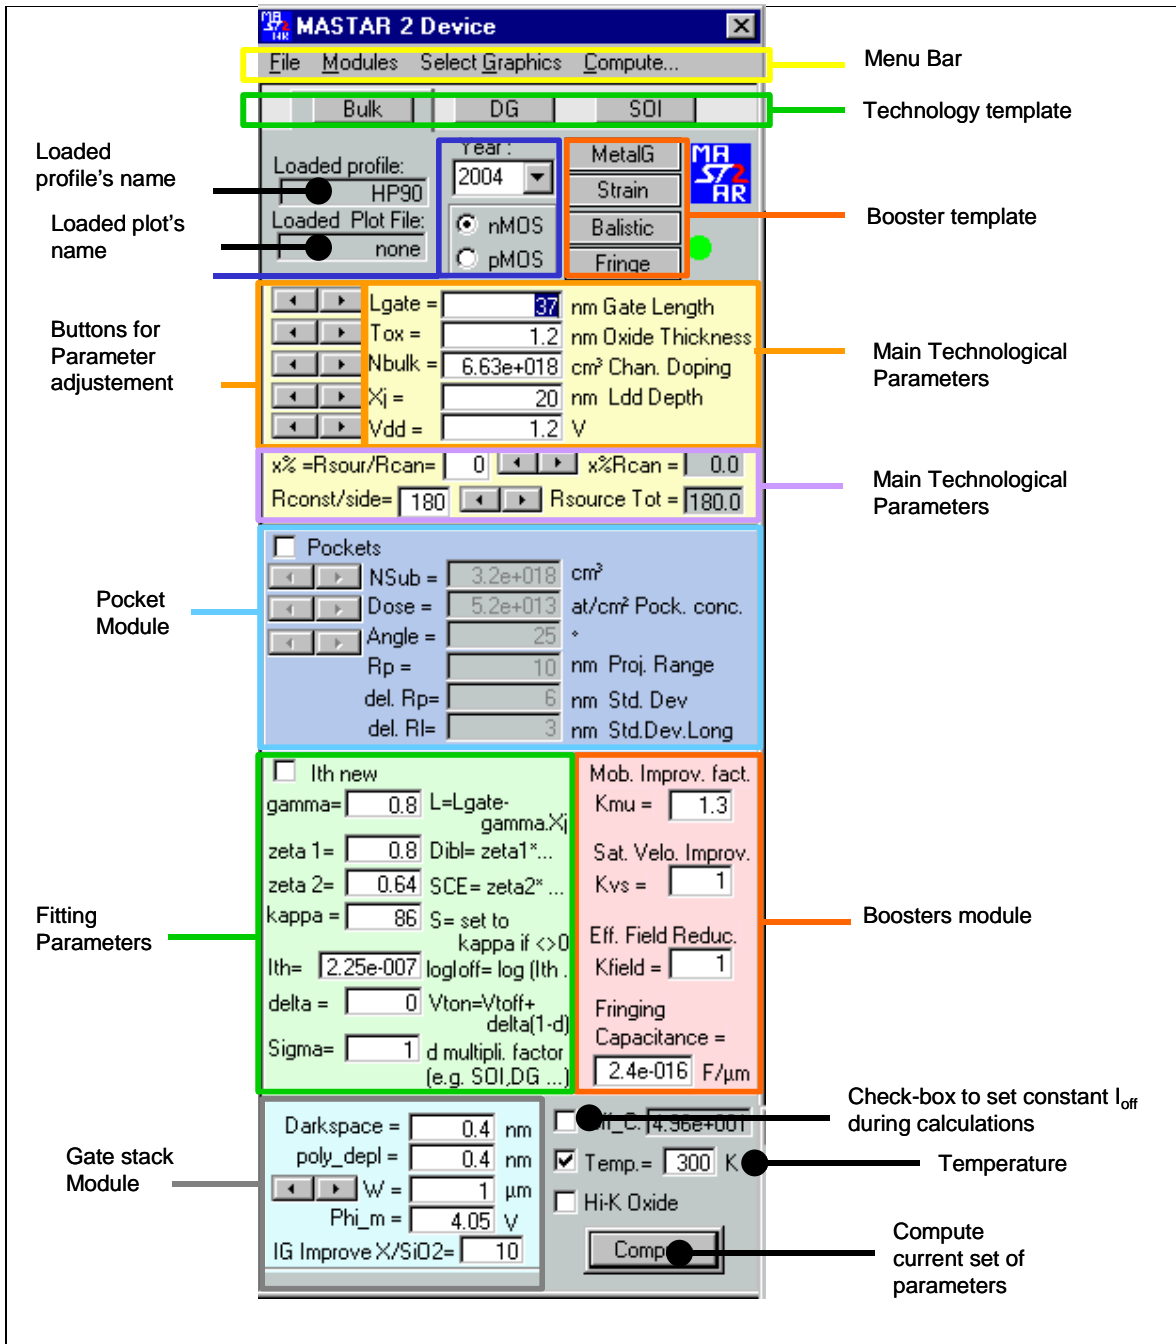 MA
ST2
AR
MASTAR 2 Device
File Modules Select Graphics Compute...
Menu Bar
Bulk DG SOI
Technology template
Loaded
profile's name
Loaded profile:
HP90
Year :
2004
MetalG
Strain
Balistic
Fringe
MA
ST2
AR
Booster template
Loaded plot's
name
Loaded Plot File:
none
nMOS
pMOS
Buttons for
Parameter
adjustement
Lgate = 37 nm Gate Length
Tox = 1.2 nm Oxide Thickness
Nbulk = 6.63e+018 cm³ Chan. Doping
Xj = 20 nm Ldd Depth
Vdd = 1.2 V
Main Technological
Parameters
x% =Rsour/Rcan= 0 x%Rcan = 0.0
Rconst/side= 180 Rsource Tot = 180.0
Main Technological
Parameters
Pocket
Module
Pockets
NSub = 3.2e+018 cm³
Dose = 5.2e+013 at/cm² Pock. conc.
Angle = 25 °
Rp = 10 nm Proj. Range
del. Rp= 6 nm Std. Dev
del. Rl= 3 nm Std.Dev.Long
Fitting
Parameters
Ith new
gamma= 0.8 L=Lgate-
gamma.Xj
zeta 1= 0.8 Dibl= zeta1*...
zeta 2= 0.64 SCE= zeta2* ...
kappa = 86 S= set to
kappa if <>0
Ith= 2.25e-007 logIoff= log (Ith .
delta = 0 Vton=Vtoff+
delta(1-d)
Sigma= 1 d multipli. factor
(e.g. SOI,DG ...)
Mob. Improv. fact.
Kmu = 1.3
Sat. Velo. Improv.
Kvs = 1
Eff. Field Reduc.
Kfield = 1
Fringing
Capacitance =
2.4e-016 F/µm
Boosters module
Gate stack
Module
Darkspace = 0.4 nm
poly_depl = 0.4 nm
W = 1 µm
Phi_m = 4.05 V
IG Improve X/SiO2= 10
4.96e+001
Check-box to set constant Ioff
during calculations
Temp.= 300 K
Temperature
Hi-K Oxide
Compute
current set of
parameters